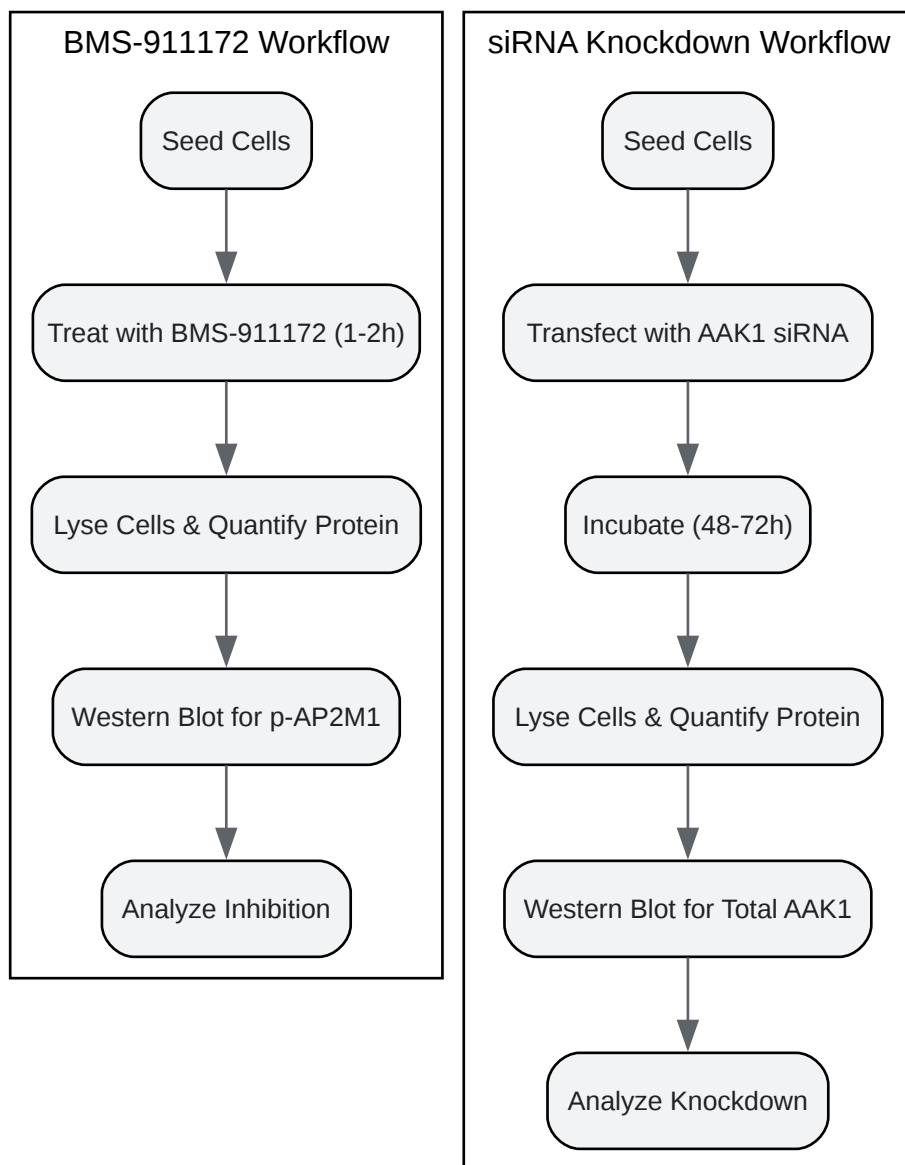 BMS-911172 Workflow
Seed Cells
Treat with BMS-911172 (1-2h)
Lyse Cells & Quantify Protein
Western Blot for p-AP2M1
Analyze Inhibition
siRNA Knockdown Workflow
Seed Cells
Transfect with AAK1 siRNA
Incubate (48-72h)
Lyse Cells & Quantify Protein
Western Blot for Total AAK1
Analyze Knockdown